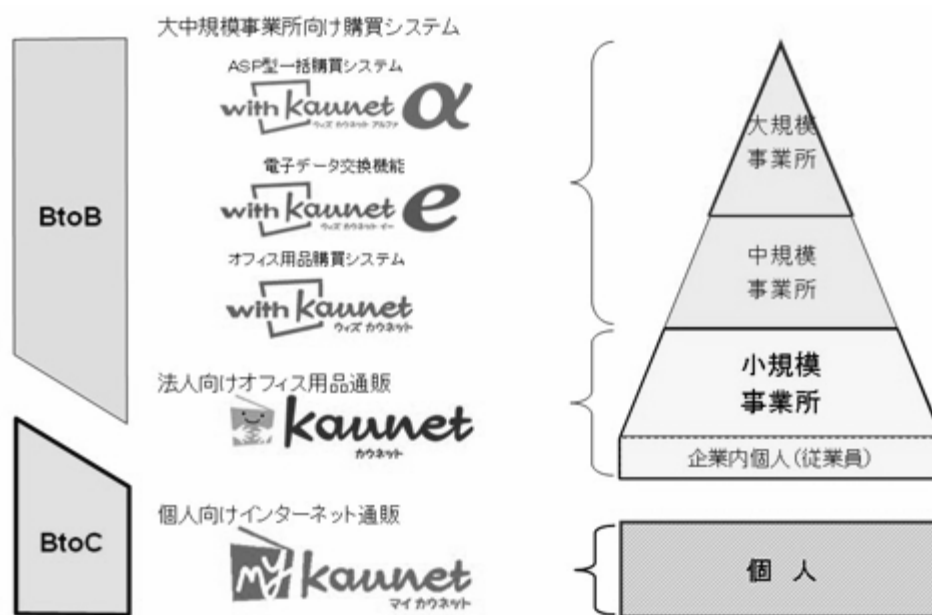 大中規模事業所向け購買システム
ASP型一括購買システム
with kaunet α
ウィズ カウネット アルファ
電子データ交換機能
with kaunet e
ウィズ カウネット イー
オフィス用品購買システム
with kaunet
ウィズ カウネット
法人向けオフィス用品通販
kaunet
カウネット
個人向けインターネット通販
my kaunet
マイ カウネット
BtoB
BtoC
大規模
事業所
中規模
事業所
小規模
事業所
企業内個人(従業員)
個 人